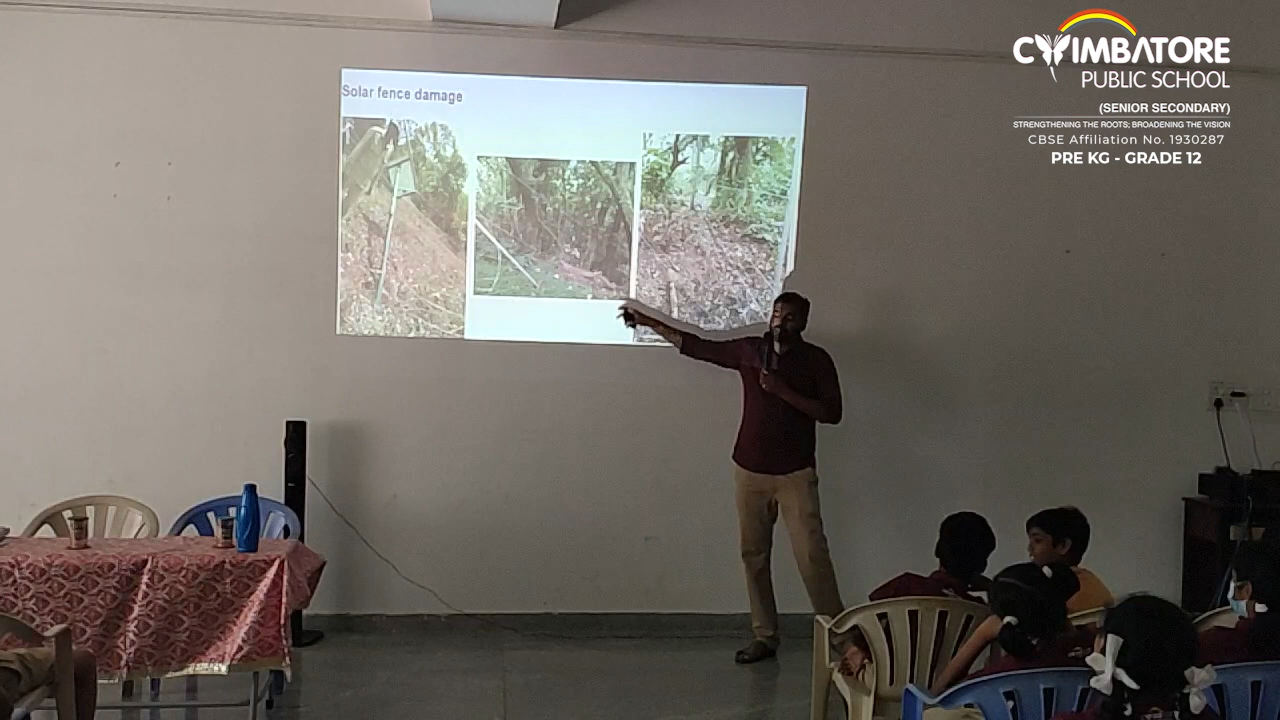 Solar fence damage
COIMBATORE
PUBLIC SCHOOL
(SENIOR SECONDARY)
STRENGTHENING THE ROOTS; BROADENING THE VISION
CBSE Affiliation No. 1930287
PRE KG - GRADE 12